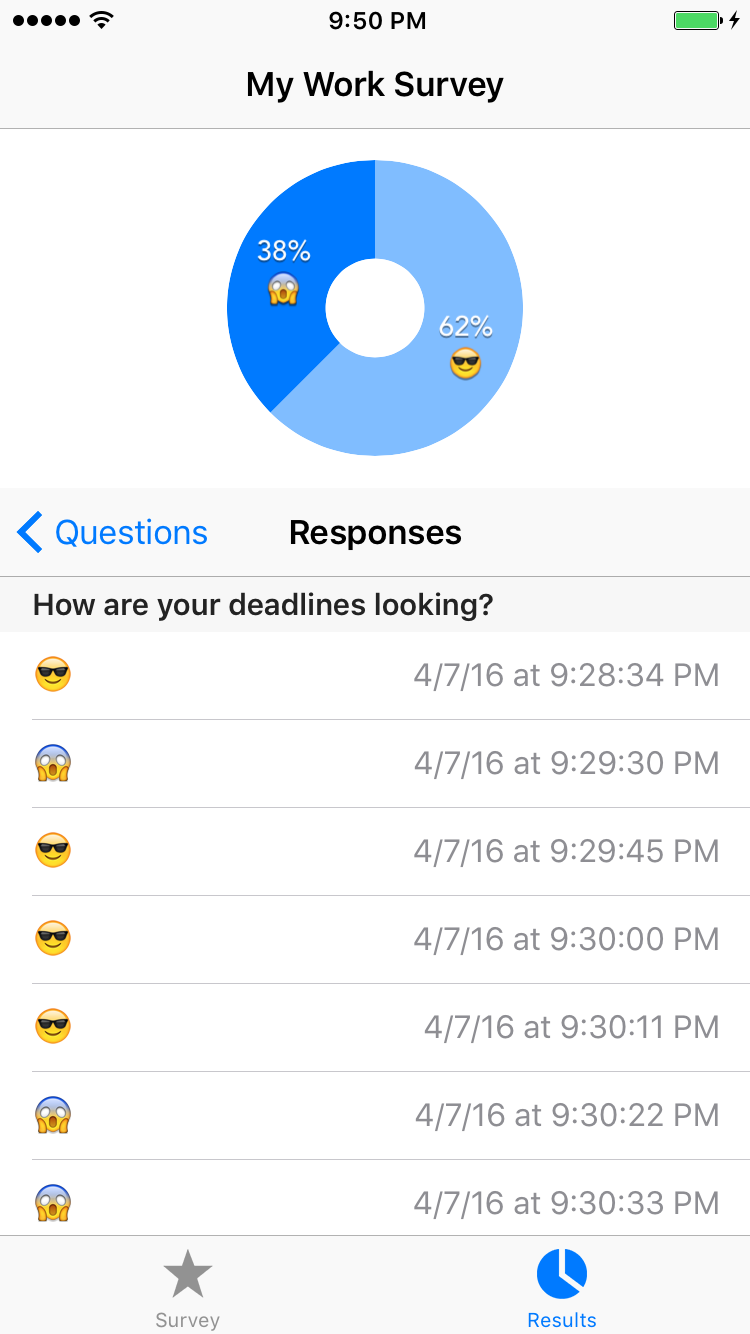 9:50 PM
My Work Survey
38%
😱
62%
😎
Questions
Responses
How are your deadlines looking?
😎 4/7/16 at 9:28:34 PM
😱 4/7/16 at 9:29:30 PM
😎 4/7/16 at 9:29:45 PM
😎 4/7/16 at 9:30:00 PM
😎 4/7/16 at 9:30:11 PM
😱 4/7/16 at 9:30:22 PM
😱 4/7/16 at 9:30:33 PM
Survey
Results